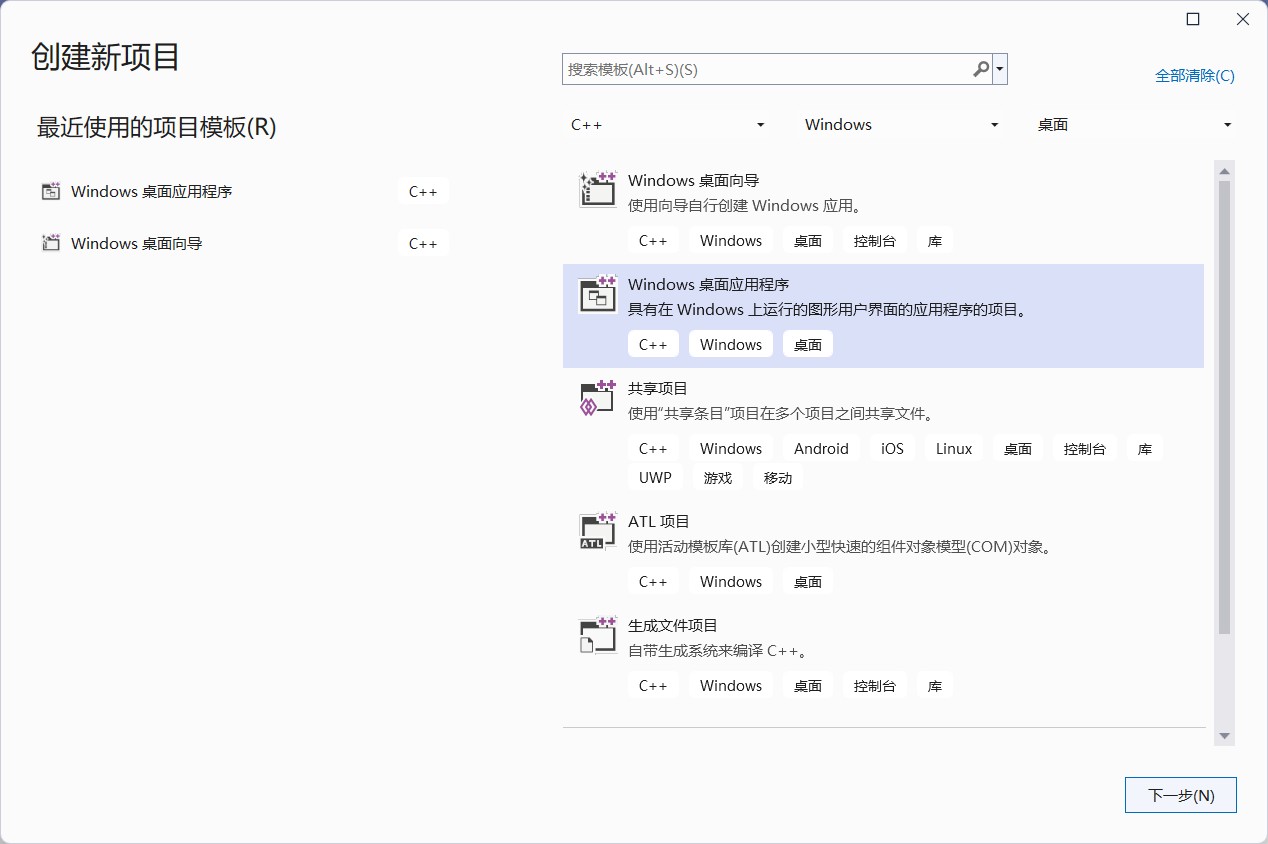 创建新项目
搜索模板(Alt+S)(S)
全部清除(C)
最近使用的项目模板(R)
C++ Windows 桌面
Windows 桌面应用程序 C++
Windows 桌面向导 C++
Windows 桌面向导
使用向导自行创建 Windows 应用。
C++ Windows 桌面 控制台 库
Windows 桌面应用程序
具有在 Windows 上运行的图形用户界面的应用程序的项目。
C++ Windows 桌面
共享项目
使用“共享条目”项目在多个项目之间共享文件。
C++ Windows Android iOS Linux 桌面 控制台 库
UWP 游戏 移动
ATL 项目
ATL
使用活动模板库(ATL)创建小型快速的组件对象模型(COM)对象。
C++ Windows 桌面
生成文件项目
自带生成系统来编译 C++。
C++ Windows 桌面 控制台 库
下一步(N)